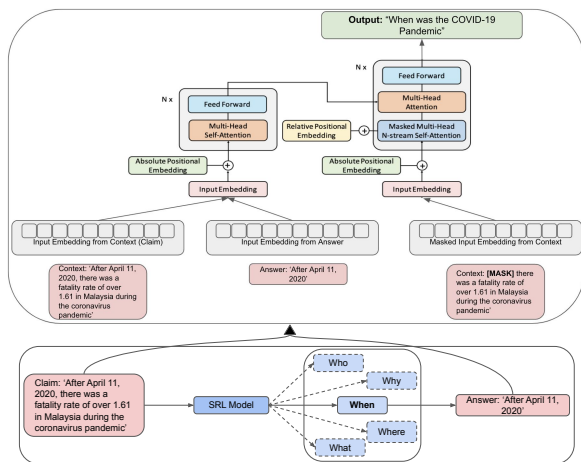 Output: “When was the COVID-19
Pandemic”
N x
Feed Forward
Multi-Head
Attention
Masked Multi-Head
N-stream Self-Attention
Relative Positional
Embedding
N x
Feed Forward
Multi-Head
Self-Attention
Absolute Positional
Embedding
Input Embedding
Absolute Positional
Embedding
Input Embedding
Input Embedding from Context (Claim)
Input Embedding from Answer
Masked Input Embedding from Context
Context: 'After April 11,
2020, there was a
fatality rate of over
1.61 in Malaysia during
the coronavirus
pandemic'
Answer: 'After April 11,
2020'
Context: [MASK] there
was a fatality rate of
over 1.61 in Malaysia
during the coronavirus
pandemic'
Claim: 'After April 11,
2020, there was a
fatality rate of over 1.61
in Malaysia during the
coronavirus pandemic'
SRL Model
Who
Why
When
Where
What
Answer: 'After April 11,
2020'